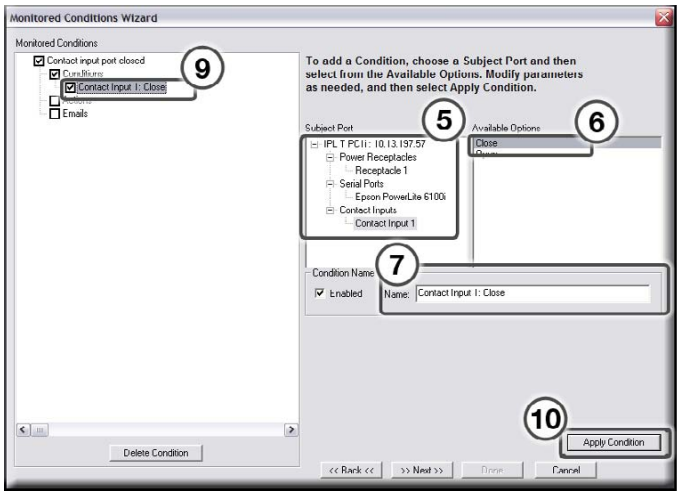 Monitored Conditions Wizard
Monitored Conditions
Contact input port closed
Conditions
Contact Input 1: Close
Actions
Emails
9
To add a Condition, choose a Subject Port and then
select from the Available Options. Modify parameters
as needed, and then select Apply Condition.
5
6
Subject Port
Available Options
IPL T PC1i: 10.13.197.57
Power Receptacles
Receptacle 1
Serial Ports
Epson PowerLite 6100i
Contact Inputs
Contact Input 1
Close
Open
7
Condition Name
Enabled
Name: Contact Input 1: Close
10
Apply Condition
Delete Condition
<< Back <<
>> Next >>
Done
Cancel